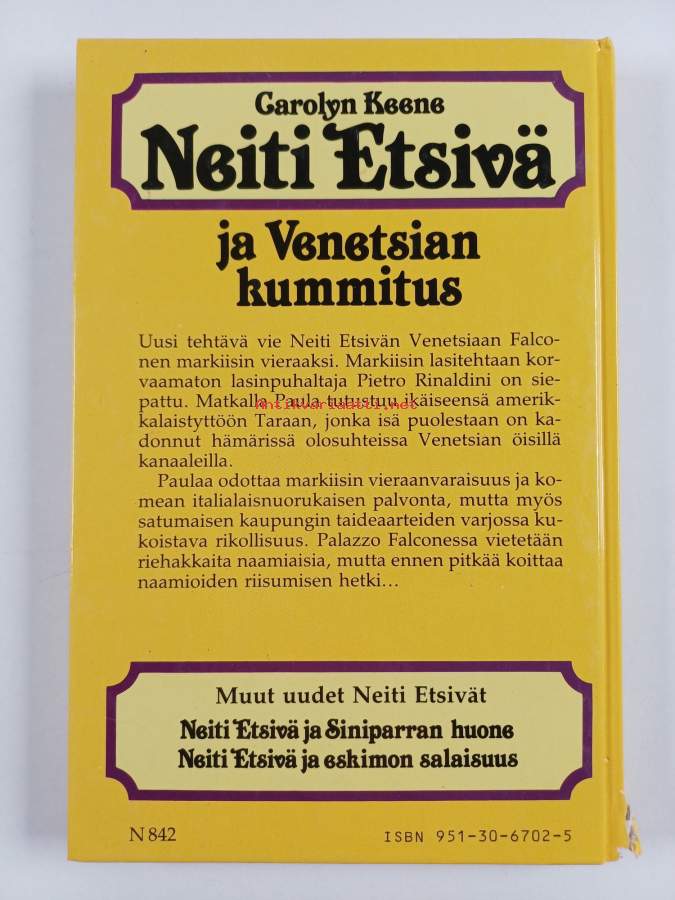 Carolyn Keene
Neiti Etsivä
ja Venetsian
kummitus
Uusi tehtävä vie Neiti Etsivän Venetsiaan Falco-
nen markiisin vieraaksi. Markiisin lasitehtaan kor-
vaamaton lasinpuhaltaja Pietro Rinaldini on sie-
pattu. Matkalla Paula tutustuu ikäiseensä amerik-
Antikvariaatti.net
kalaistyttöön Taraan, jonka isä puolestaan on ka-
donnut hämärissä olosuhteissa Venetsian öisillä
kanaaleilla.
Paulaa odottaa markiisin vieraanvaraisuus ja ko-
mean italialaisnuorukaisen palvonta, mutta myös
satumaisen kaupungin taideaarteiden varjossa ku-
koistava rikollisuus. Palazzo Falconessa vietetään
riehakkaita naamiaisia, mutta ennen pitkää koittaa
naamioiden riisumisen hetki...
Muut uudet Neiti Etsivät
Neiti Etsivä ja Siniparran huone
Neiti Etsivä ja eskimon salaisuus
N 842 ISBN 951-30-6702-5